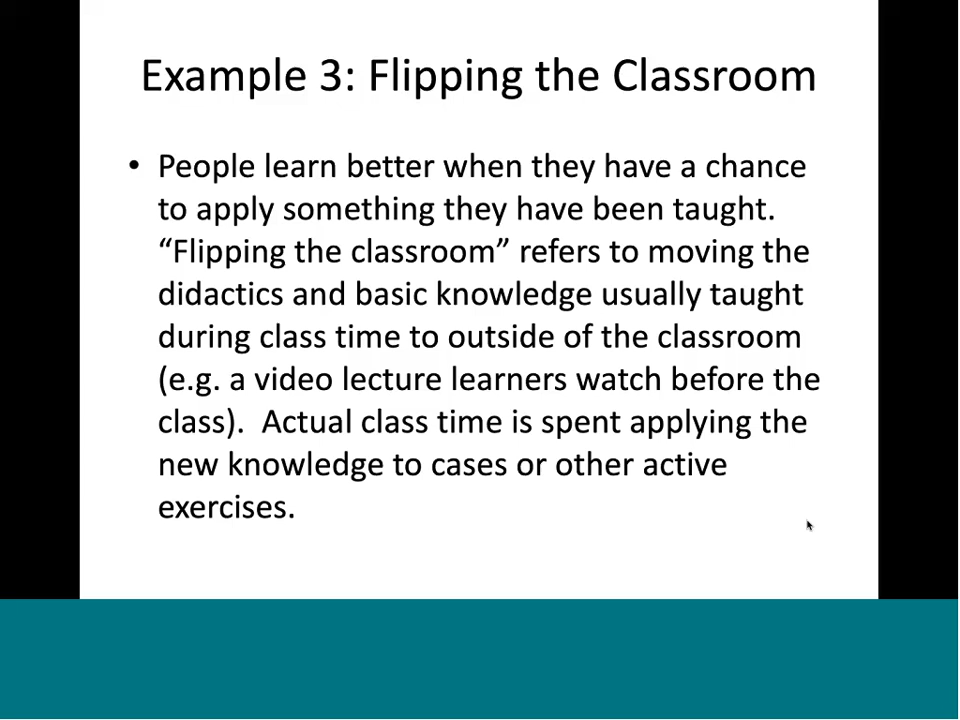 Example 3: Flipping the Classroom
• People learn better when they have a chance
to apply something they have been taught.
“Flipping the classroom” refers to moving the
didactics and basic knowledge usually taught
during class time to outside of the classroom
(e.g. a video lecture learners watch before the
class).  Actual class time is spent applying the
new knowledge to cases or other active
exercises.